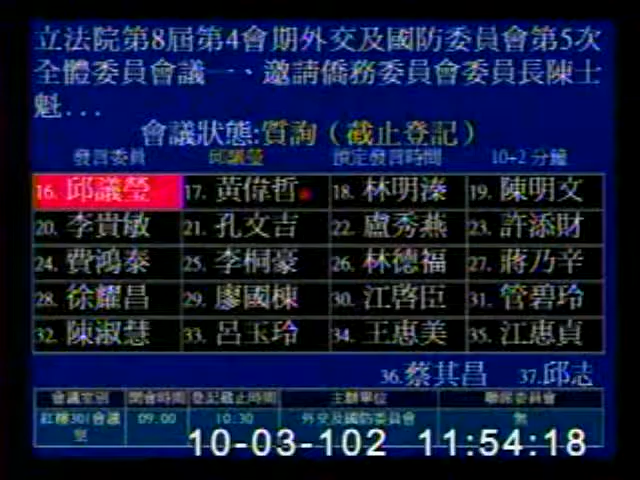 立法院第8屆第4會期外交及國防委員會第5次
全體委員會議一、邀請僑務委員會委員長陳士
魁...
會議狀態:質詢（截止登記）
發言委員 邱議瑩 預定發言時間 10+2 分鐘
16. 邱議瑩 17. 黃偉哲 18. 林明溱 19. 陳明文
20. 李貴敏 21. 孔文吉 22. 盧秀燕 23. 許添財
24. 費鴻泰 25. 李桐豪 26. 林德福 27. 蔣乃辛
28. 徐耀昌 29. 廖國棟 30. 江啓臣 31. 管碧玲
32. 陳淑慧 33. 呂玉玲 34. 王惠美 35. 江惠貞
36.蔡其昌 37.邱志
會議室別 開會時間 登記截止時間 主辦單位 聯席委員會
紅樓301會議 09:00 10:30 外交及國防委員會 無
室
10-03-102 11:54:18